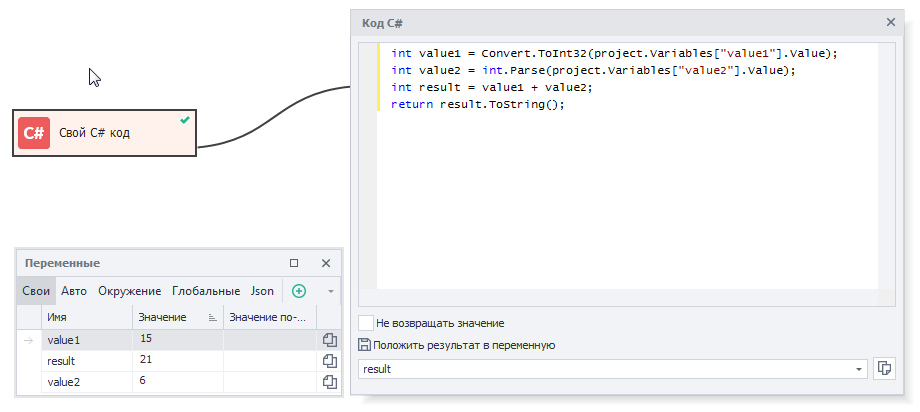 Код C#
int value1 = Convert.ToInt32(project.Variables["value1"].Value);
int value2 = int.Parse(project.Variables["value2"].Value);
int result = value1 + value2;
return result.ToString();
C# Свой C# код
Переменные
Свои Авто Окружение Глобальные Json
Имя Значение Значение по-...
value1 15
result 21
value2 6
Не возвращать значение
Положить результат в переменную
result